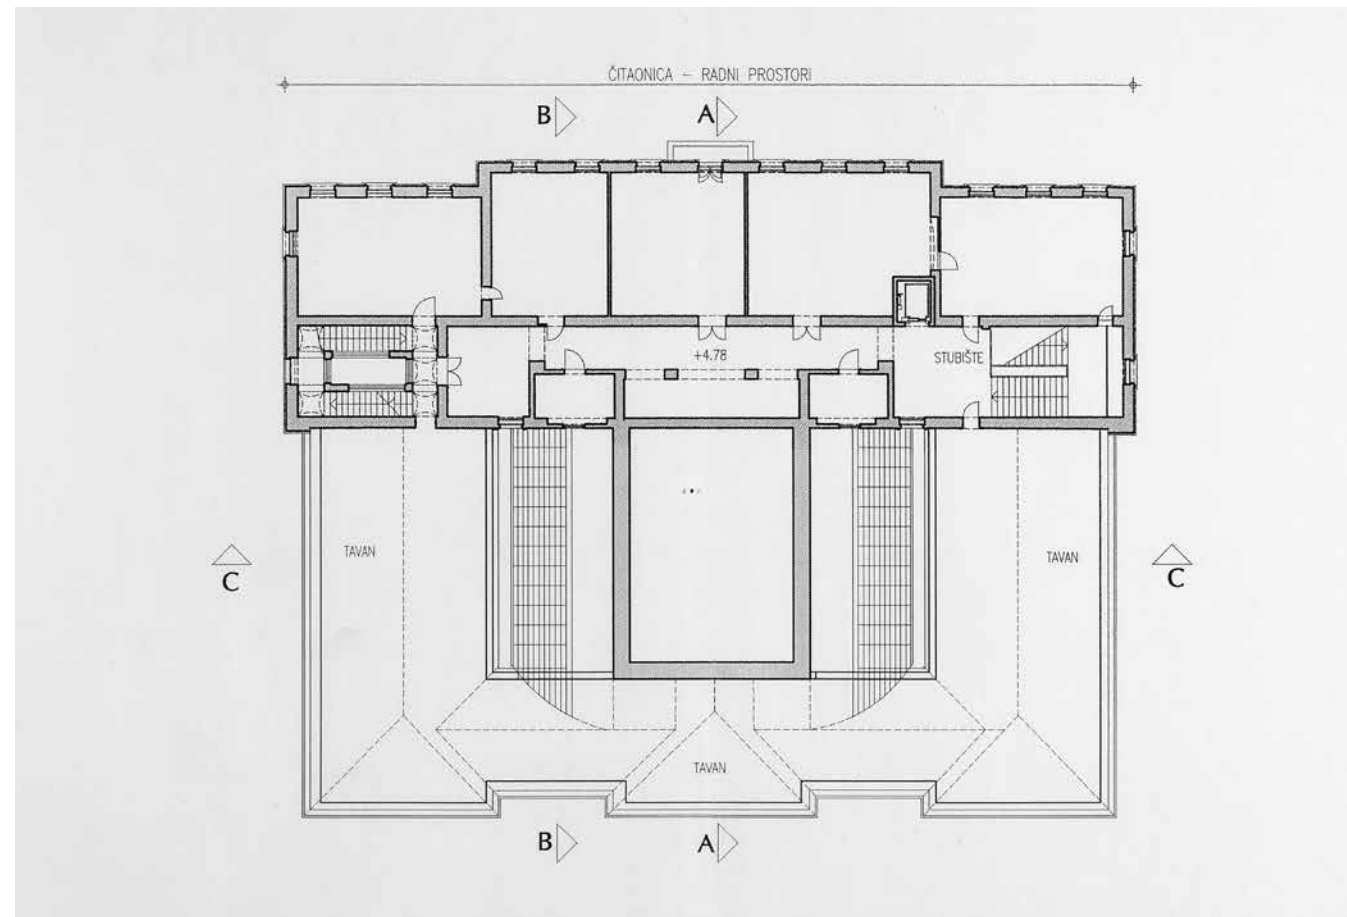 ČITAONICA – RADNI PROSTORI
B
A
+4.78
STUBIŠTE
TAVAN
TAVAN
C
C
TAVAN
B
A